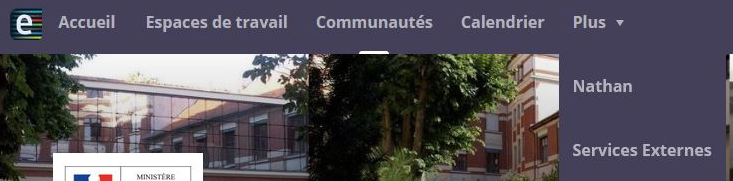 e Accueil Espaces de travail Communautés Calendrier Plus
Nathan
Services Externes
MINISTÈRE